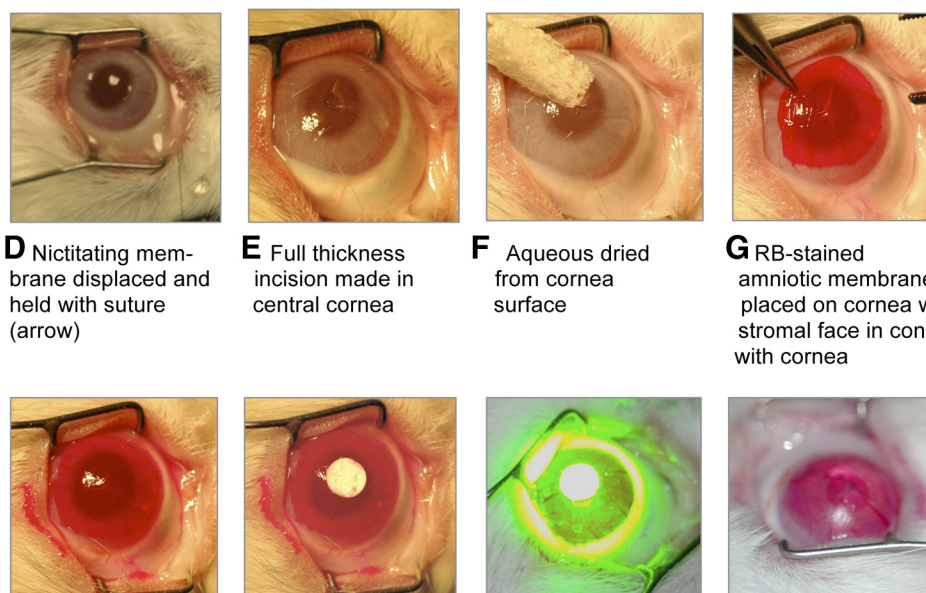 D Nictitating mem-
brane displaced and
held with suture
(arrow)
E Full thickness
incision made in
central cornea
F Aqueous dried
from cornea
surface
G RB-stained
amniotic membrane
placed on cornea
stromal face in
with cornea